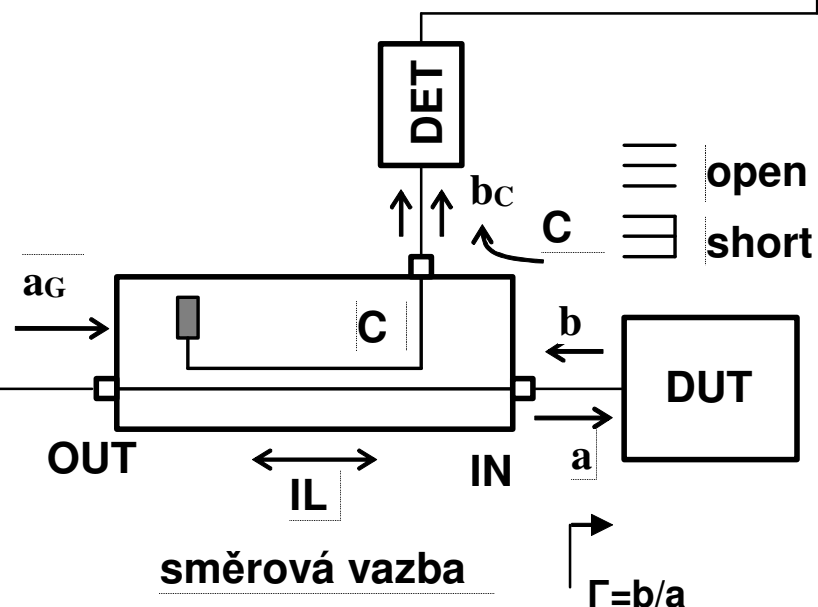 DET
open
bC
C
short
aG
C
b
DUT
OUT
IN
a
IL
směrová vazba
Γ=b/a